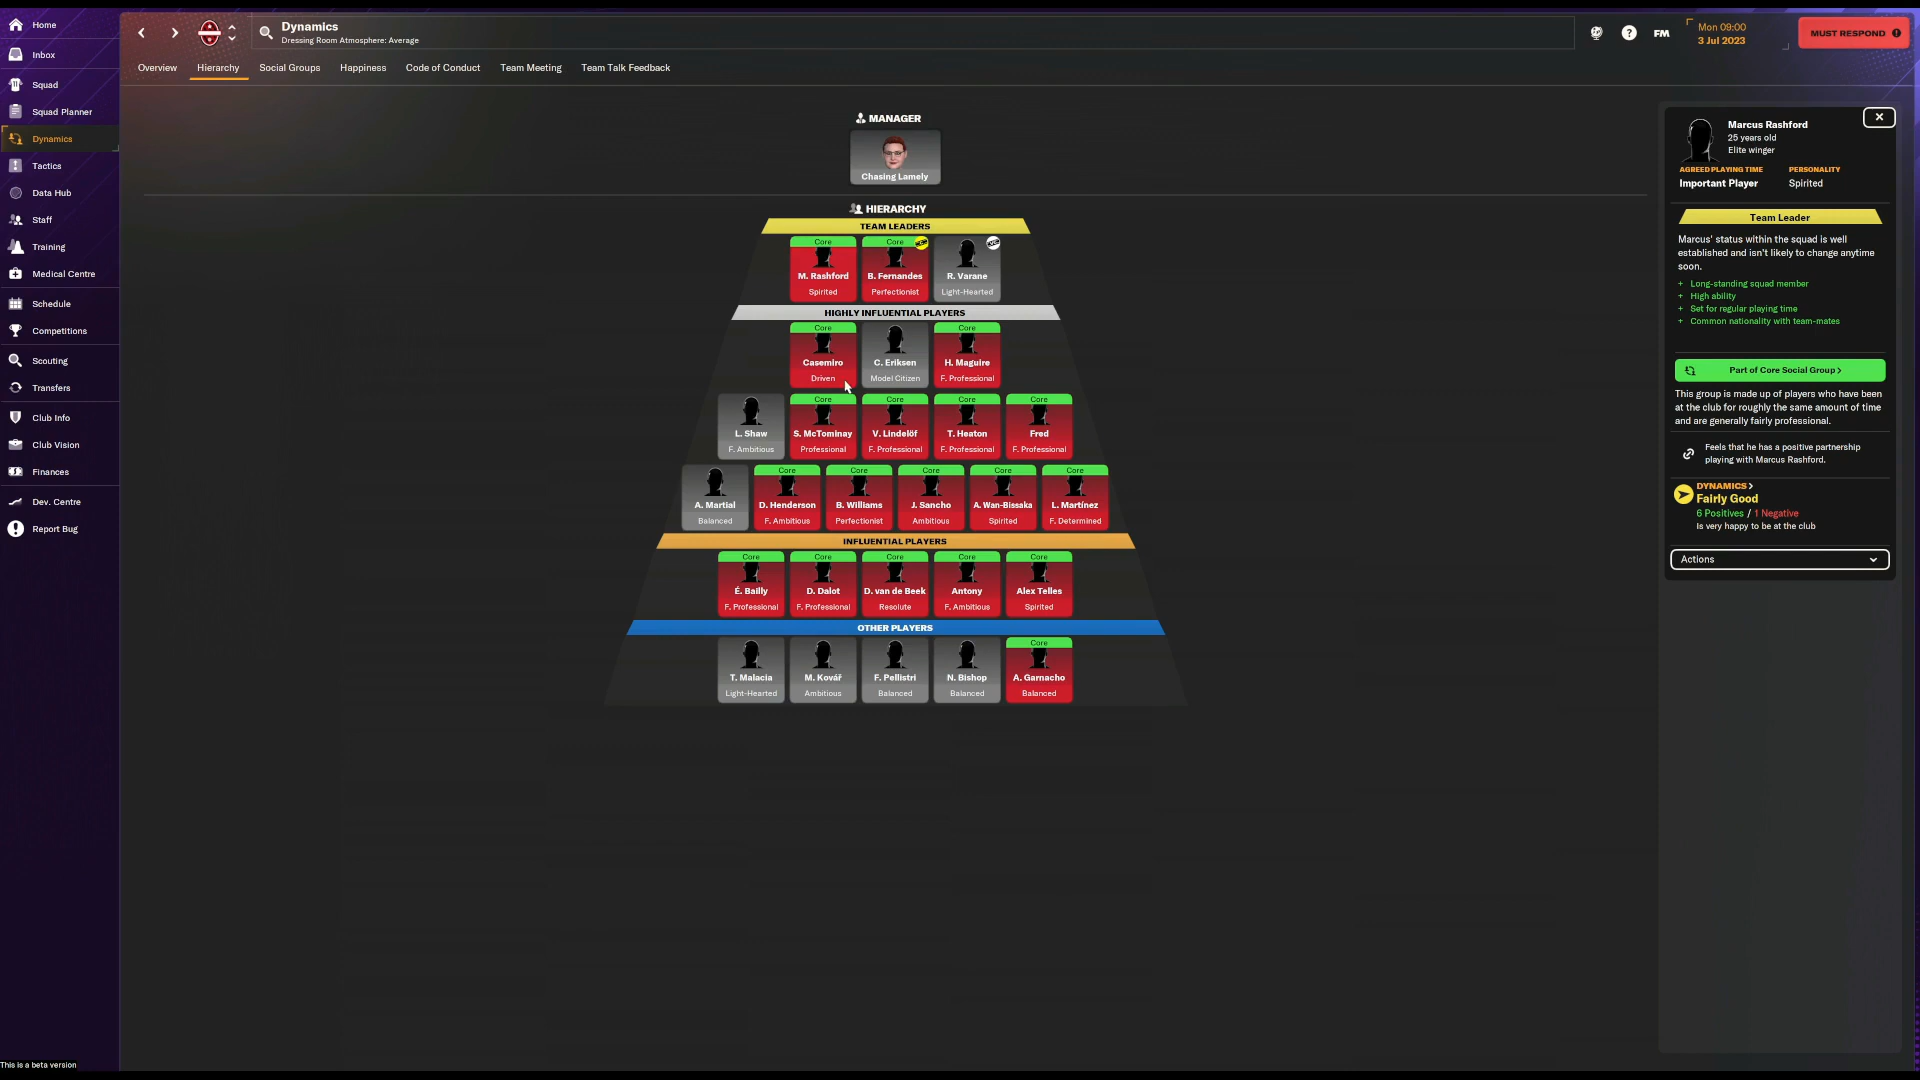 Home
Inbox
Squad
Squad Planner
Dynamics
Tactics
Data Hub
Staff
Training
Medical Centre
Schedule
Competitions
Scouting
Transfers
Club Info
Club Vision
Finances
Dev. Centre
Report Bug
This is a beta version
Dynamics
Dressing Room Atmosphere: Average
FM
Mon 09:00
3 Jul 2023
MUST RESPOND
Overview Hierarchy Social Groups Happiness Code of Conduct Team Meeting Team Talk Feedback
MANAGER
Chasing Lamely
HIERARCHY
TEAM LEADERS
Core Core
M. Rashford B. Fernandes R. Varane
Spirited Perfectionist Light-Hearted
HIGHLY INFLUENTIAL PLAYERS
Core Core
Casemiro C. Eriksen H. Maguire
Driven Model Citizen F. Professional
Core Core Core Core
L. Shaw S. McTominay V. Lindelöf T. Heaton Fred
F. Ambitious Professional F. Professional F. Professional F. Professional
Core Core Core Core Core
A. Martial D. Henderson B. Williams J. Sancho A. Wan-Bissaka L. Martínez
Balanced F. Ambitious Perfectionist Ambitious Spirited F. Determined
INFLUENTIAL PLAYERS
Core Core Core Core Core
É. Bailly D. Dalot D. van de Beek Antony Alex Telles
F. Professional F. Professional Resolute F. Ambitious Spirited
OTHER PLAYERS
Core
T. Malacia M. Kovář F. Pellistri N. Bishop A. Garnacho
Light-Hearted Ambitious Balanced Balanced Balanced
Marcus Rashford
25 years old
Elite winger
AGREED PLAYING TIME PERSONALITY
Important Player Spirited
Team Leader
Marcus' status within the squad is well
established and isn't likely to change anytime
soon.
+ Long-standing squad member
+ High ability
+ Set for regular playing time
+ Common nationality with team-mates
Part of Core Social Group >
This group is made up of players who have been
at the club for roughly the same amount of time
and are generally fairly professional.
Feels that he has a positive partnership
playing with Marcus Rashford.
DYNAMICS >
Fairly Good
6 Positives / 1 Negative
Is very happy to be at the club
Actions